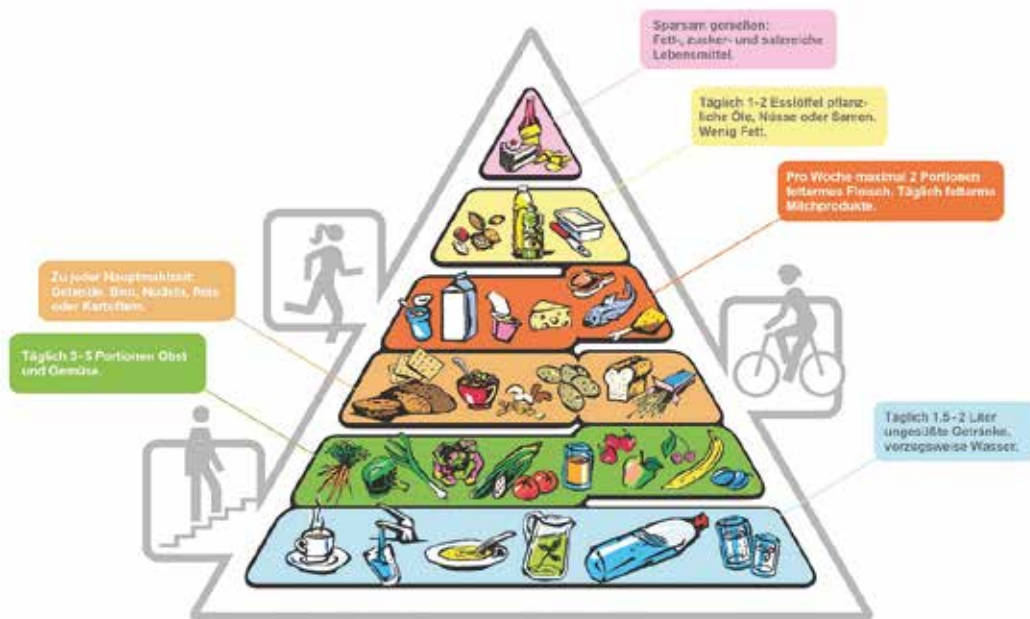 Sparsam genießen:
Fett-, zucker- und salzreiche
Lebensmittel.
Täglich 1-2 Esslöffel pflanz-
liche Öle, Nüsse oder Samen.
Wenig Fett.
Pro Woche maximal 2 Portionen
fettarmes Fleisch. Täglich fettarme
Milchprodukte.
Zu jeder Hauptmahlzeit:
Getreide, Brot, Nudeln, Reis
oder Kartoffeln.
Täglich 3-5 Portionen Obst
und Gemüse.
Täglich 1,5-2 Liter
ungesüßte Getränke,
vorzugsweise Wasser.